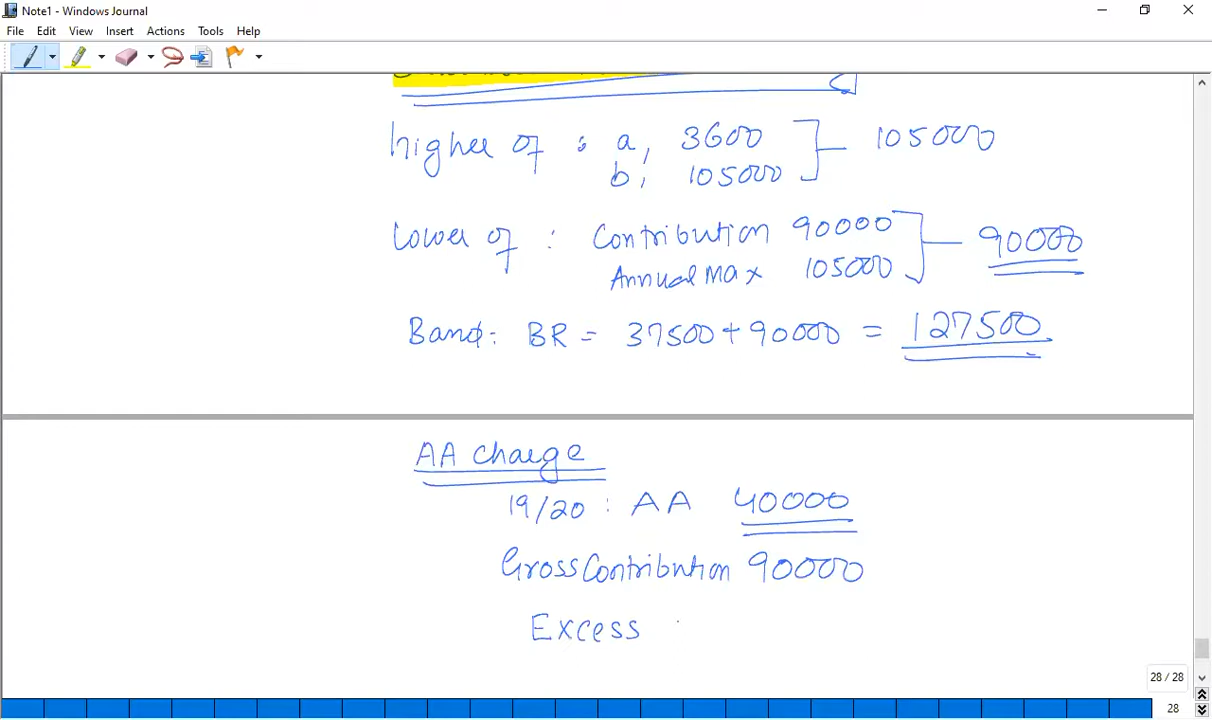 Note1 - Windows Journal
File Edit View Insert Actions Tools Help
higher of : a, 3600 105000
b, 105000
Lower of : Contribution 90000 90000
Annual Max 105000
Band: BR = 37500 + 90000 = 127500
AA charge
19/20 : AA 40000
Gross Contribution 90000
Excess
28 / 28
28